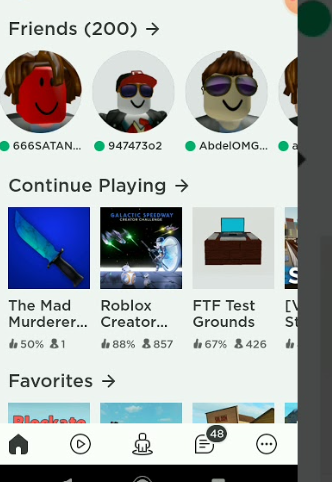 Friends (200) →
666SATAN... 947473o2 AbdelOMG... a
Continue Playing →
GALACTIC SPEEDWAY
CREATOR CHALLENGE
The Mad Roblox FTF Test [V
Murderer... Creator... Grounds St
50% 1 88% 857 67% 426
Favorites →
48